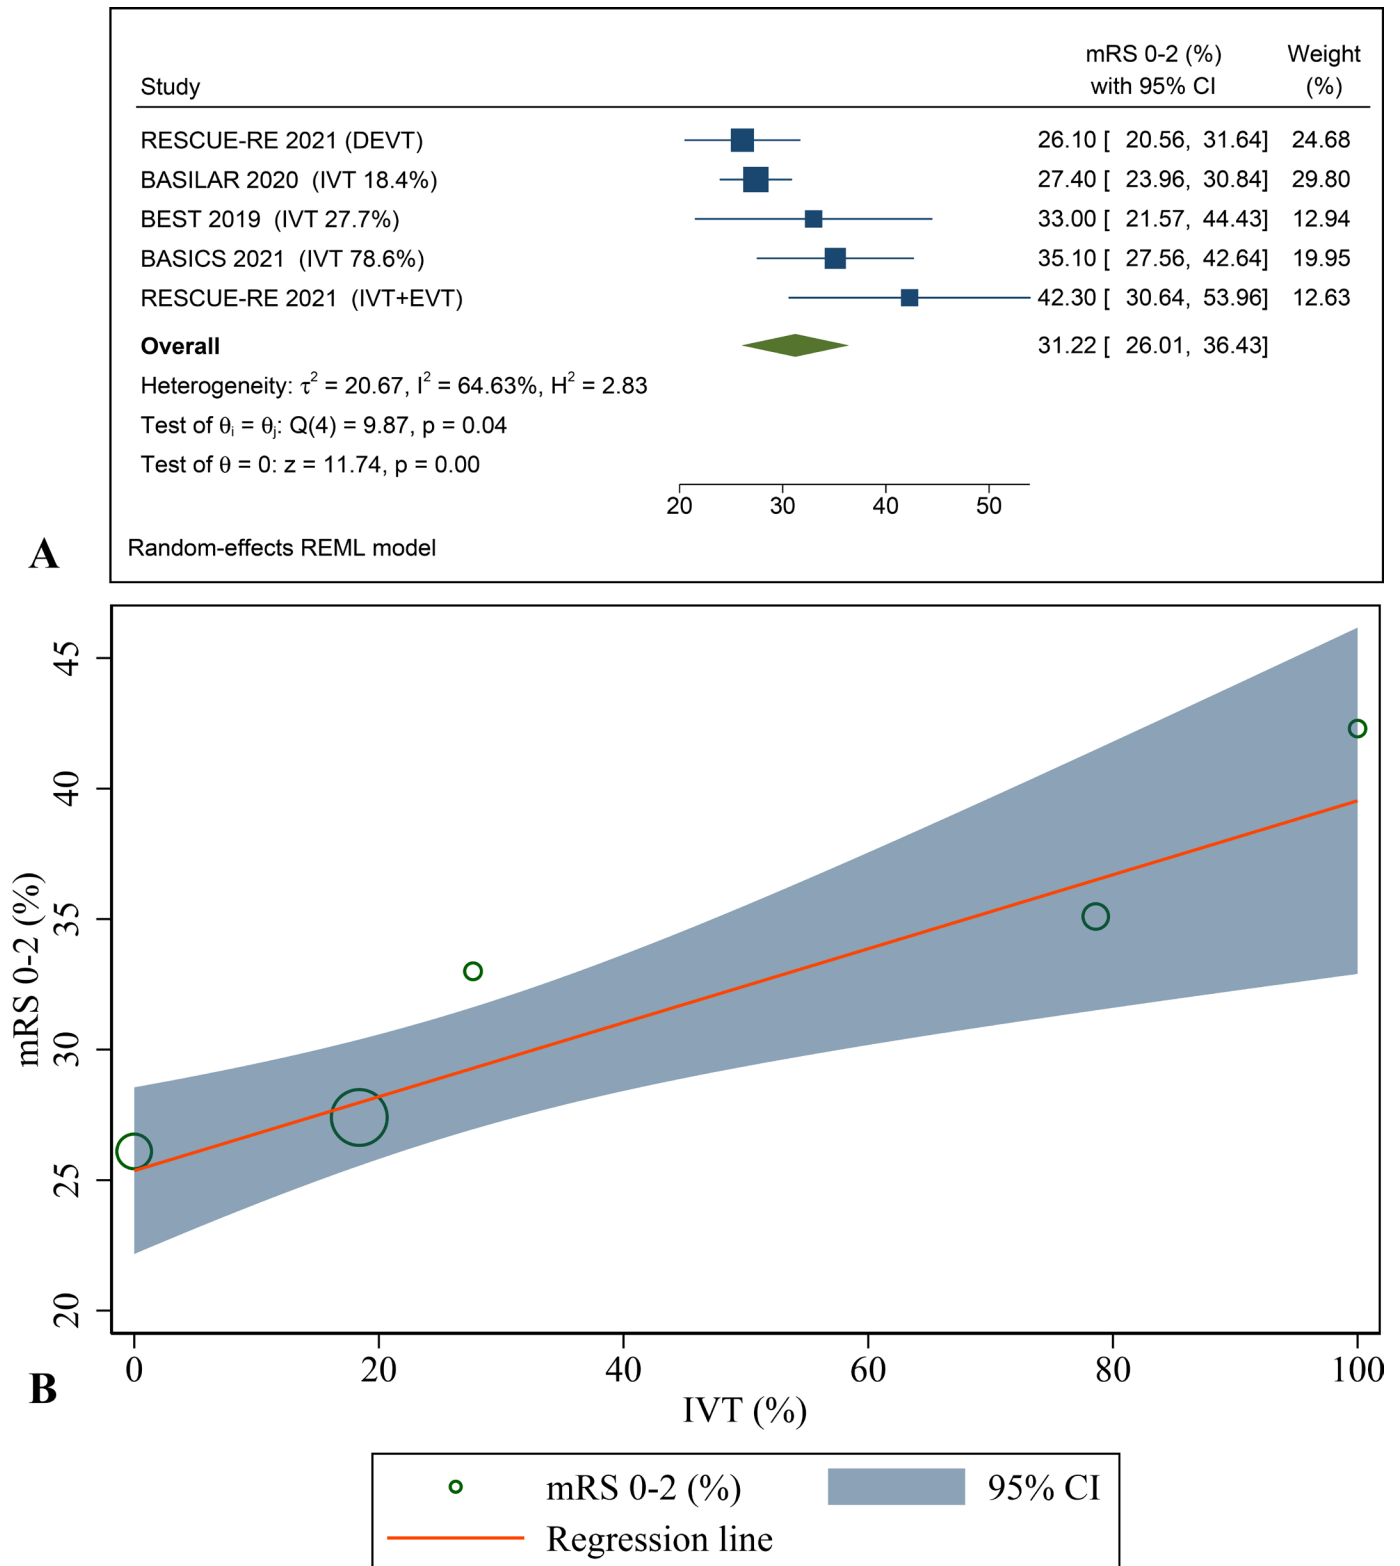 mRS 0-2 (%) Weight
Study with 95% CI (%)
RESCUE-RE 2021 (DEVT) 26.10 [ 20.56, 31.64] 24.68
BASILAR 2020 (IVT 18.4%) 27.40 [ 23.96, 30.84] 29.80
BEST 2019 (IVT 27.7%) 33.00 [ 21.57, 44.43] 12.94
BASICS 2021 (IVT 78.6%) 35.10 [ 27.56, 42.64] 19.95
RESCUE-RE 2021 (IVT+EVT) 42.30 [ 30.64, 53.96] 12.63
Overall 31.22 [ 26.01, 36.43]
Heterogeneity: τ² = 20.67, I² = 64.63%, H² = 2.83
Test of θᵢ = θⱼ: Q(4) = 9.87, p = 0.04
Test of θ = 0: z = 11.74, p = 0.00
20 30 40 50
Random-effects REML model
A
45
40
35
30
25
20
mRS 0-2 (%)
0 20 40 60 80 100
IVT (%)
B
mRS 0-2 (%) 95% CI
Regression line